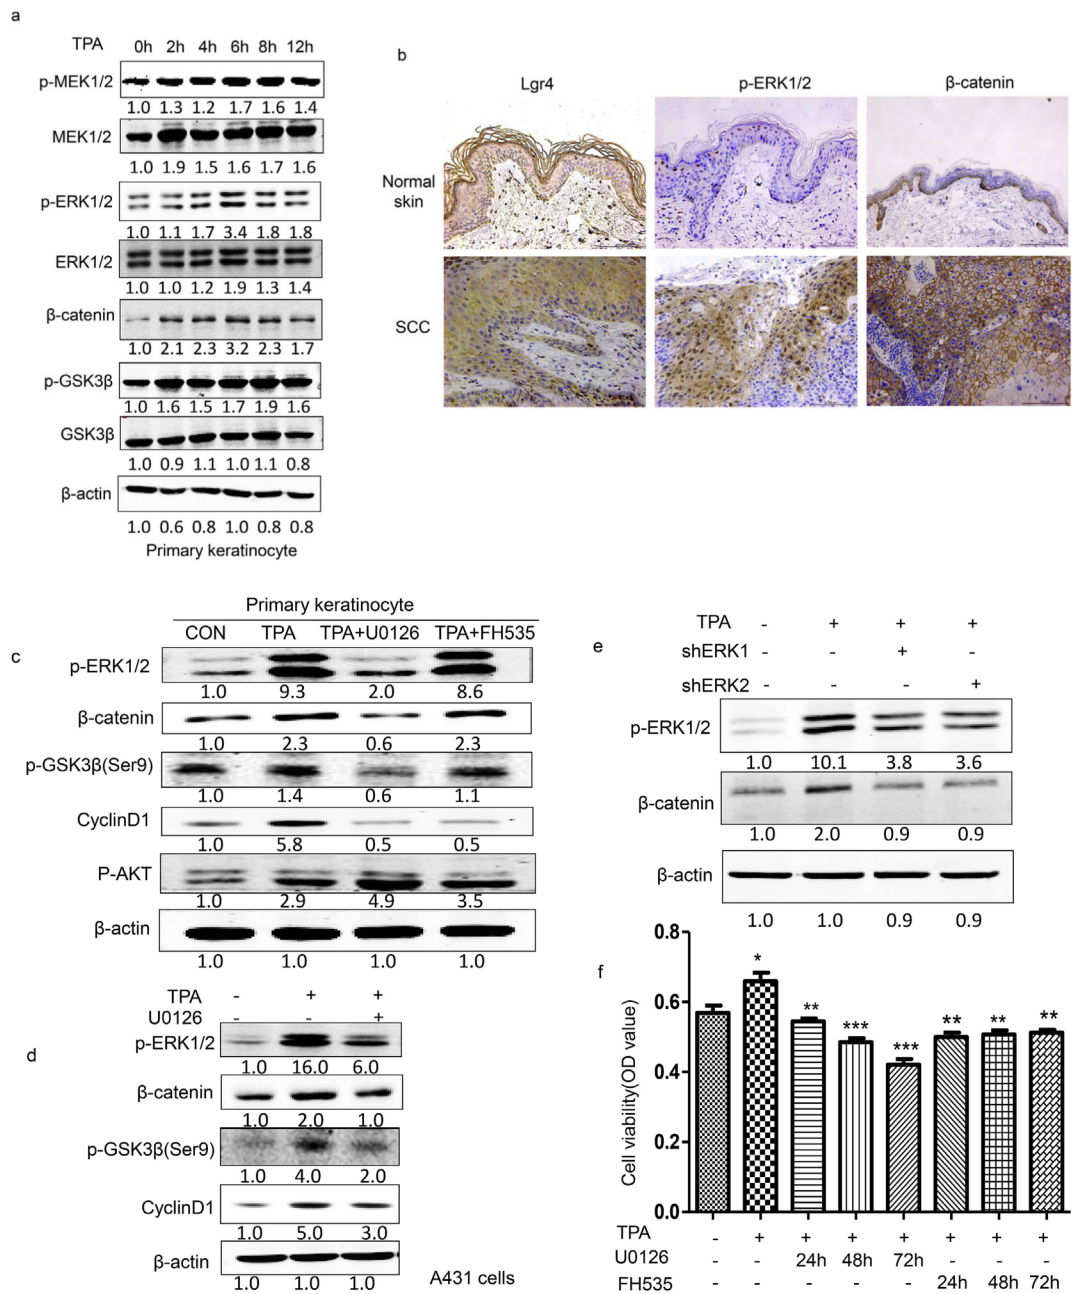 a
TPA 0h 2h 4h 6h 8h 12h
p-MEK1/2
1.0 1.3 1.2 1.7 1.6 1.4
MEK1/2
1.0 1.9 1.5 1.6 1.7 1.6
p-ERK1/2
1.0 1.1 1.7 3.4 1.8 1.8
ERK1/2
1.0 1.0 1.2 1.9 1.3 1.4
β-catenin
1.0 2.1 2.3 3.2 2.3 1.7
p-GSK3β
1.0 1.6 1.5 1.7 1.9 1.6
GSK3β
1.0 0.9 1.1 1.0 1.1 0.8
β-actin
1.0 0.6 0.8 1.0 0.8 0.8
Primary keratinocyte
b
Lgr4 p-ERK1/2 β-catenin
Normal
skin
SCC
c
Primary keratinocyte
CON TPA TPA+U0126 TPA+FH535
p-ERK1/2
1.0 9.3 2.0 8.6
β-catenin
1.0 2.3 0.6 2.3
p-GSK3β(Ser9)
1.0 1.4 0.6 1.1
CyclinD1
1.0 5.8 0.5 0.5
P-AKT
1.0 2.9 4.9 3.5
β-actin
1.0 1.0 1.0 1.0
d
TPA - + +
U0126 - - +
p-ERK1/2
1.0 16.0 6.0
β-catenin
1.0 2.0 1.0
p-GSK3β(Ser9)
1.0 4.0 2.0
CyclinD1
1.0 5.0 3.0
β-actin
1.0 1.0 1.0
A431 cells
e
TPA - + + +
shERK1 - - + -
shERK2 - - - +
p-ERK1/2
1.0 10.1 3.8 3.6
β-catenin
1.0 2.0 0.9 0.9
β-actin
1.0 1.0 0.9 0.9
f
Cell viability(OD value)
0.8
0.6
0.4
0.2
0.0
* ** *** *** ** ** **
TPA - + + + + + + +
U0126 - - 24h 48h 72h - - -
FH535 - - - - - 24h 48h 72h